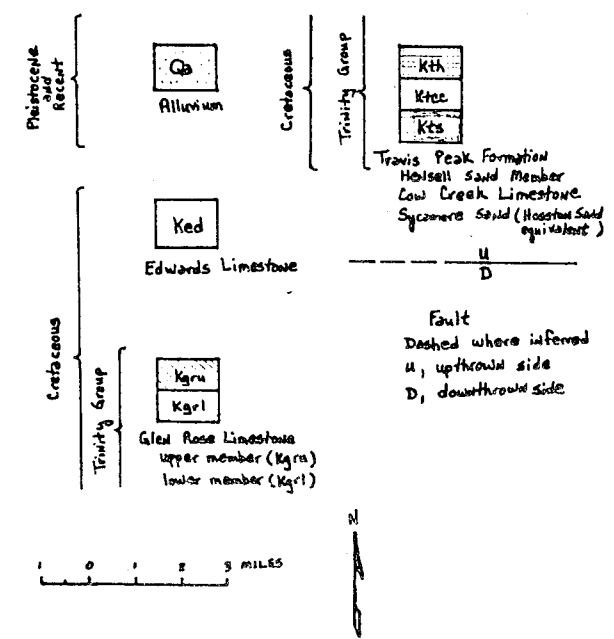 Pleistocene
and
Recent
Qa
Alluvium
Cretaceous
Ked
Edwards Limestone
Trinity Group
Kgru
Kgrl
Glen Rose Limestone
upper member (Kgru)
lower member (Kgrl)
1 0 1 2 3 MILES
Cretaceous
Trinity Group
Kth
Ktcc
Kts
Travis Peak Formation
Hensell Sand Member
Cow Creek Limestone
Sycamore Sand (Hosston Sand
equivalent)
U
D
Fault
Dashed where inferred
U, upthrown side
D, downthrown side
N